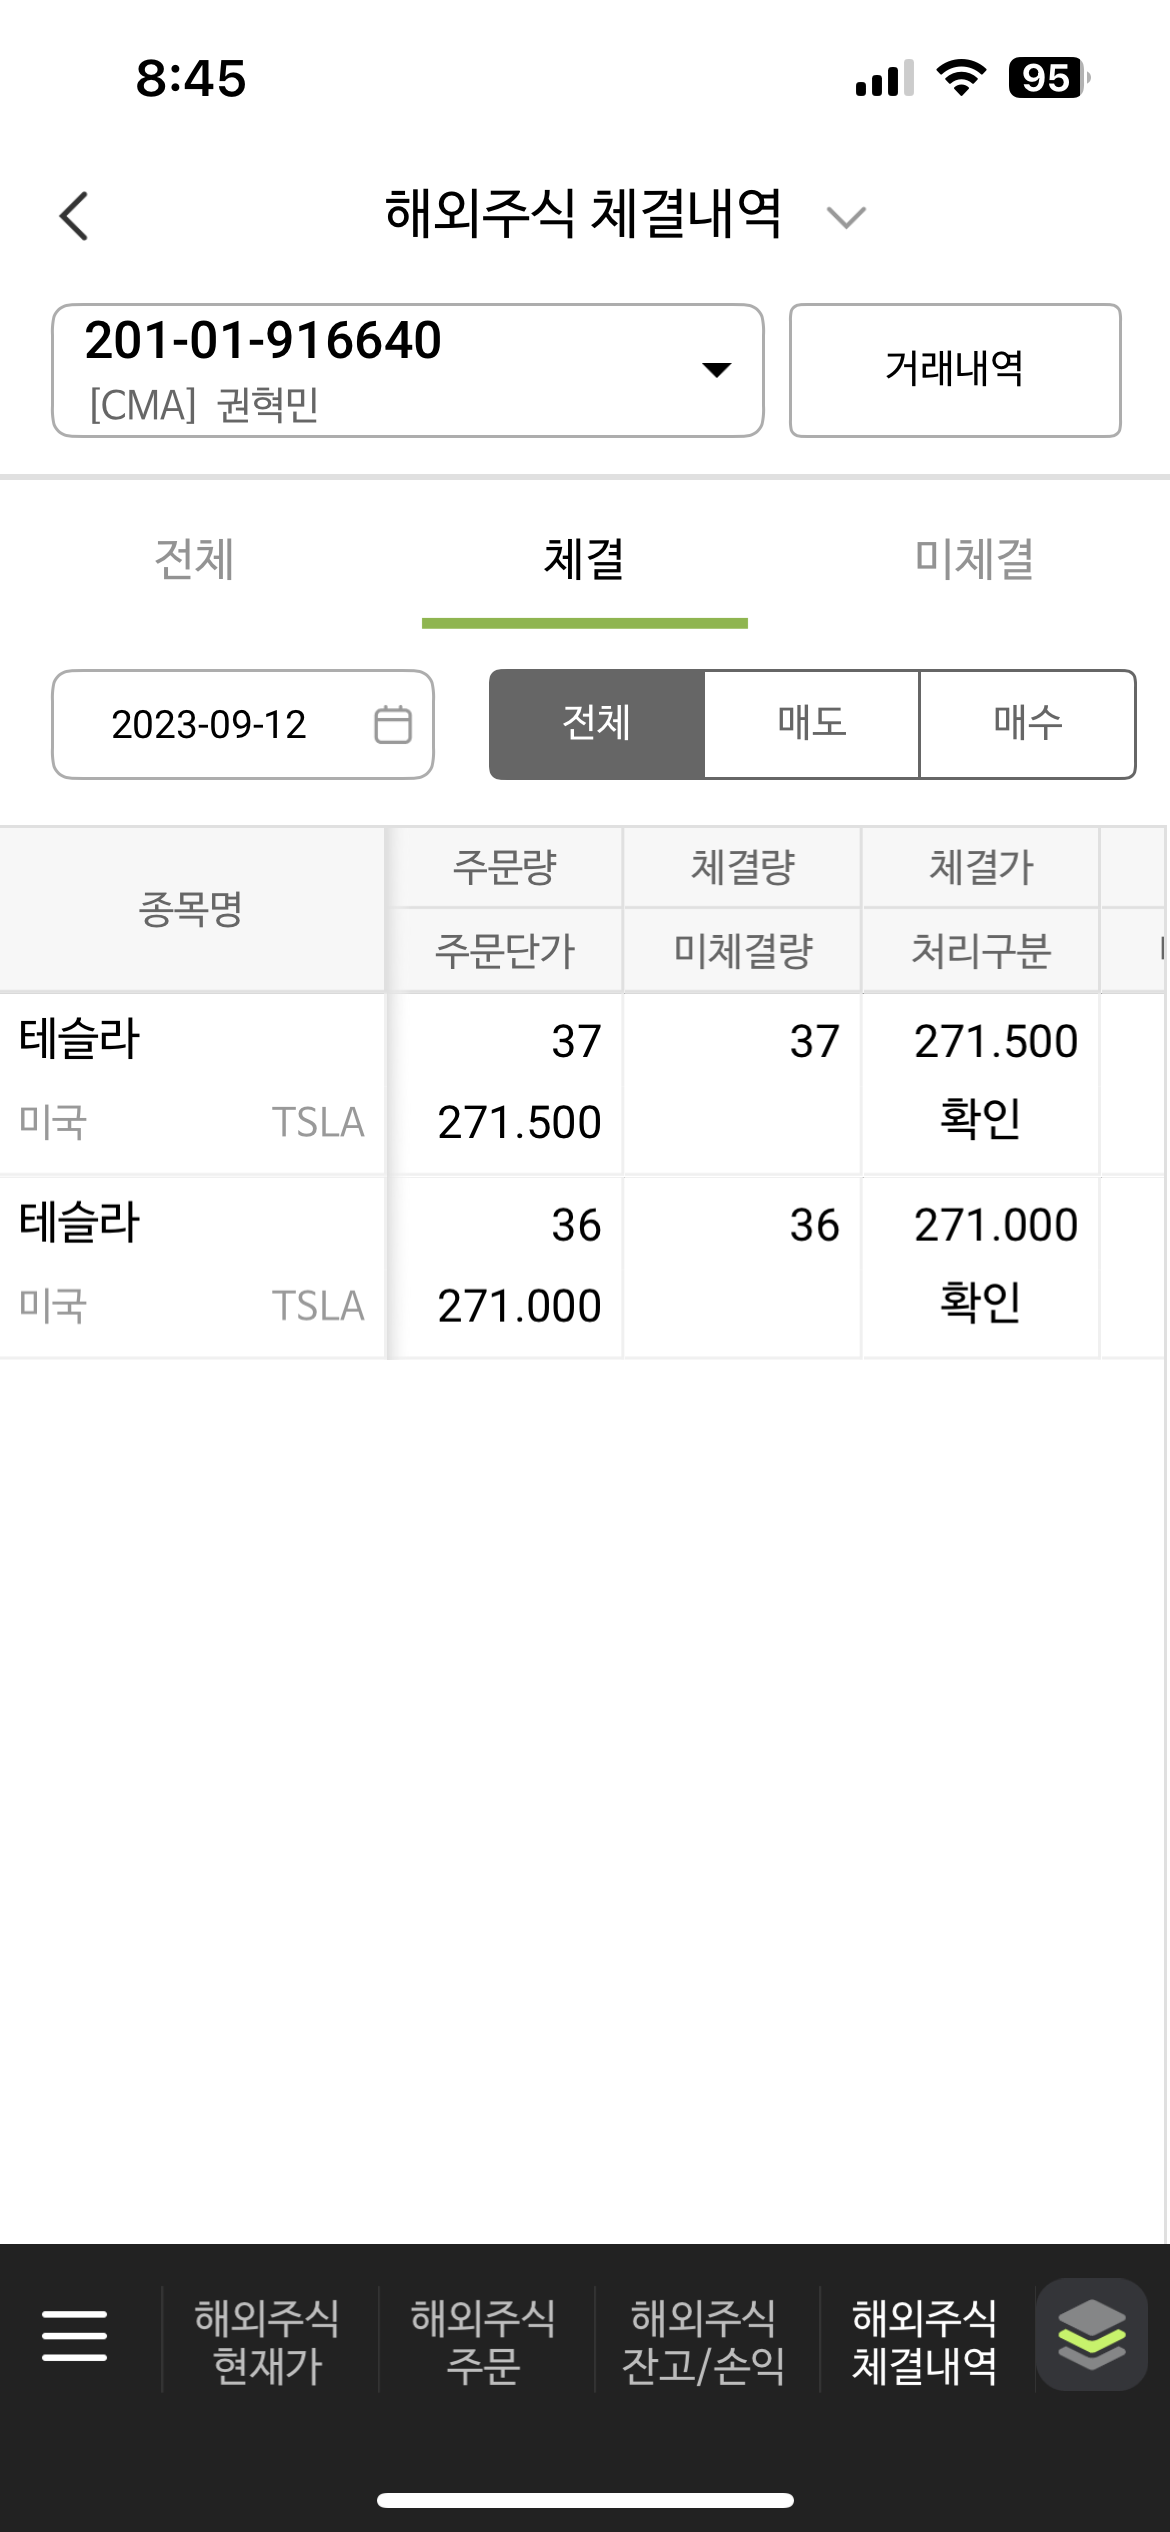 8:45
95
해외주식 체결내역
201-01-916640
[CMA] 권혁민
거래내역
전체 체결 미체결
2023-09-12
전체 매도 매수
종목명
주문량 체결량 체결가
주문단가 미체결량 처리구분
테슬라 37 37 271.500
미국 TSLA 271.500 확인
테슬라 36 36 271.000
미국 TSLA 271.000 확인
해외주식 해외주식 해외주식 해외주식
현재가 주문 잔고/손익 체결내역